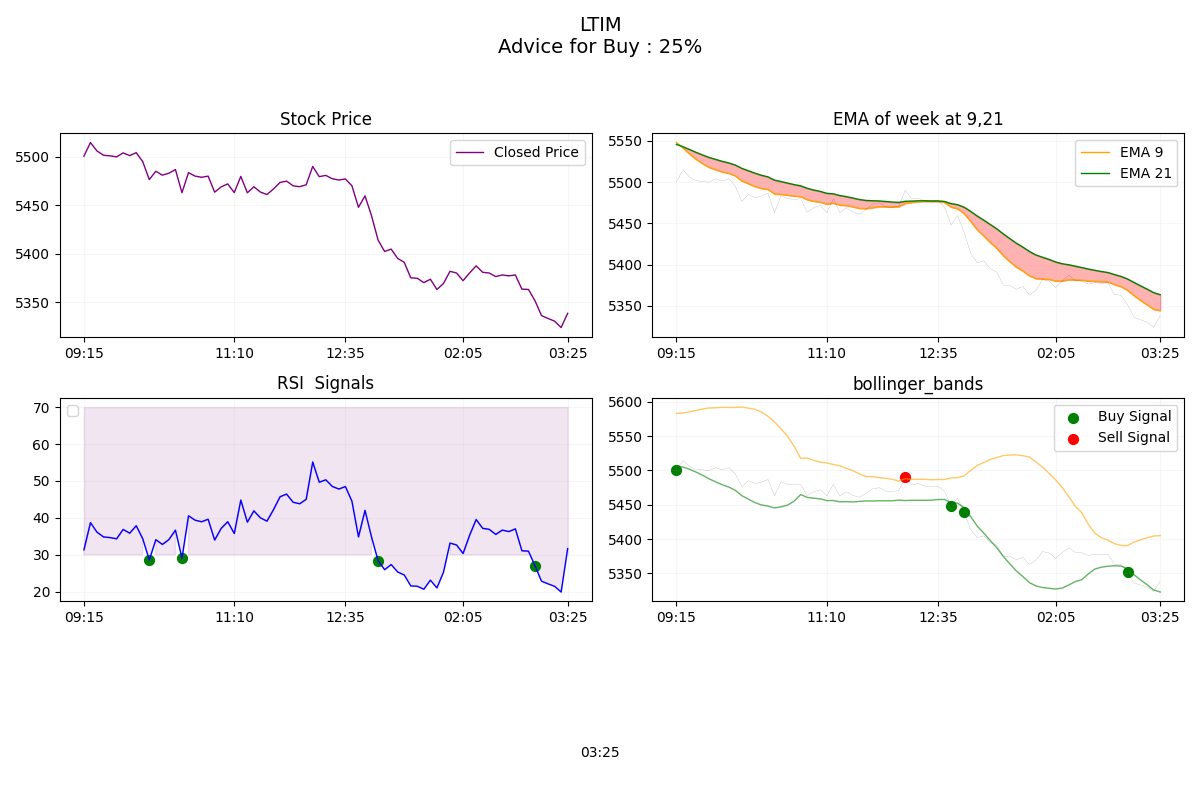 LTIM
Advice for Buy : 25%
Stock Price
5500
5450
5400
5350
Closed Price
09:15 11:10 12:35 02:05 03:25
EMA of week at 9,21
5550
5500
5450
5400
5350
EMA 9
EMA 21
09:15 11:10 12:35 02:05 03:25
RSI  Signals
70
60
50
40
30
20
09:15 11:10 12:35 02:05 03:25
bollinger_bands
5600
5550
5500
5450
5400
5350
Buy Signal
Sell Signal
09:15 11:10 12:35 02:05 03:25
03:25